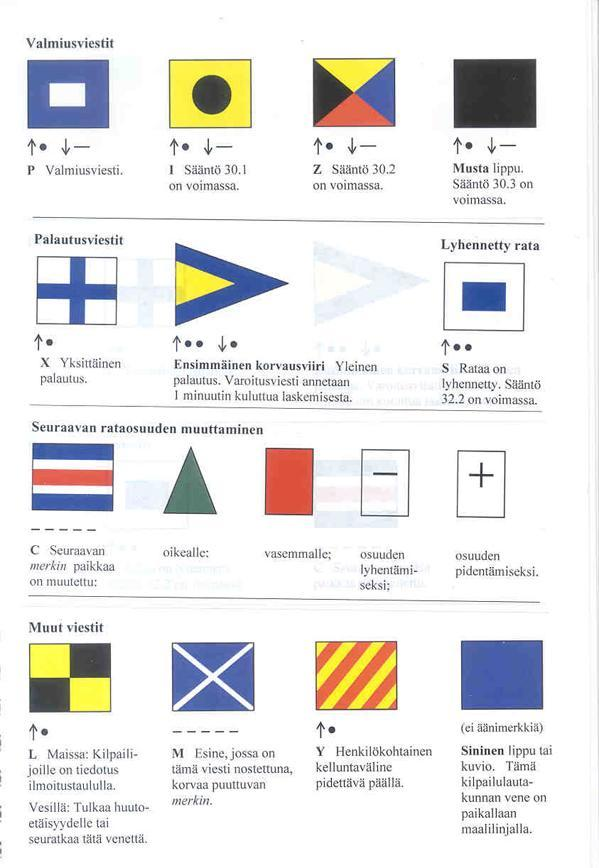 Valmiusviestit
P Valmiusviesti.
I Sääntö 30.1
on voimassa.
Z Sääntö 30.2
on voimassa.
Musta lippu.
Sääntö 30.3 on
voimassa.
Palautusviestit
Lyhennetty rata
X Yksittäinen
palautus.
Ensimmäinen korvausviiri Yleinen
palautus. Varoitusviesti annetaan
1 minuutin kuluttua laskemisesta.
S Rataa on
lyhennetty. Sääntö
32.2 on voimassa.
Seuraavan rataosuuden muuttaminen
C Seuraavan
merkin paikkaa
on muutettu:
oikealle:
vasemmalle;
osuuden
lyhentämi-
seksi;
osuuden
pidentämiseksi.
Muut viestit
L Maissa: Kilpaili-
joille on tiedotus
ilmoitustaululla.
Vesillä: Tulkaa huuto-
etäisyydelle tai
seuratkaa tätä venettä.
M Esine, jossa on
tämä viesti nostettuna,
korvaa puuttuvan
merkin.
Y Henkilökohtainen
kelluntaväline
pidettävä päällä.
(ei äänimerkkiä)
Sininen lippu tai
kuvio. Tämä
kilpailulauta-
kunnan vene on
paikallaan
maalilinjalla.